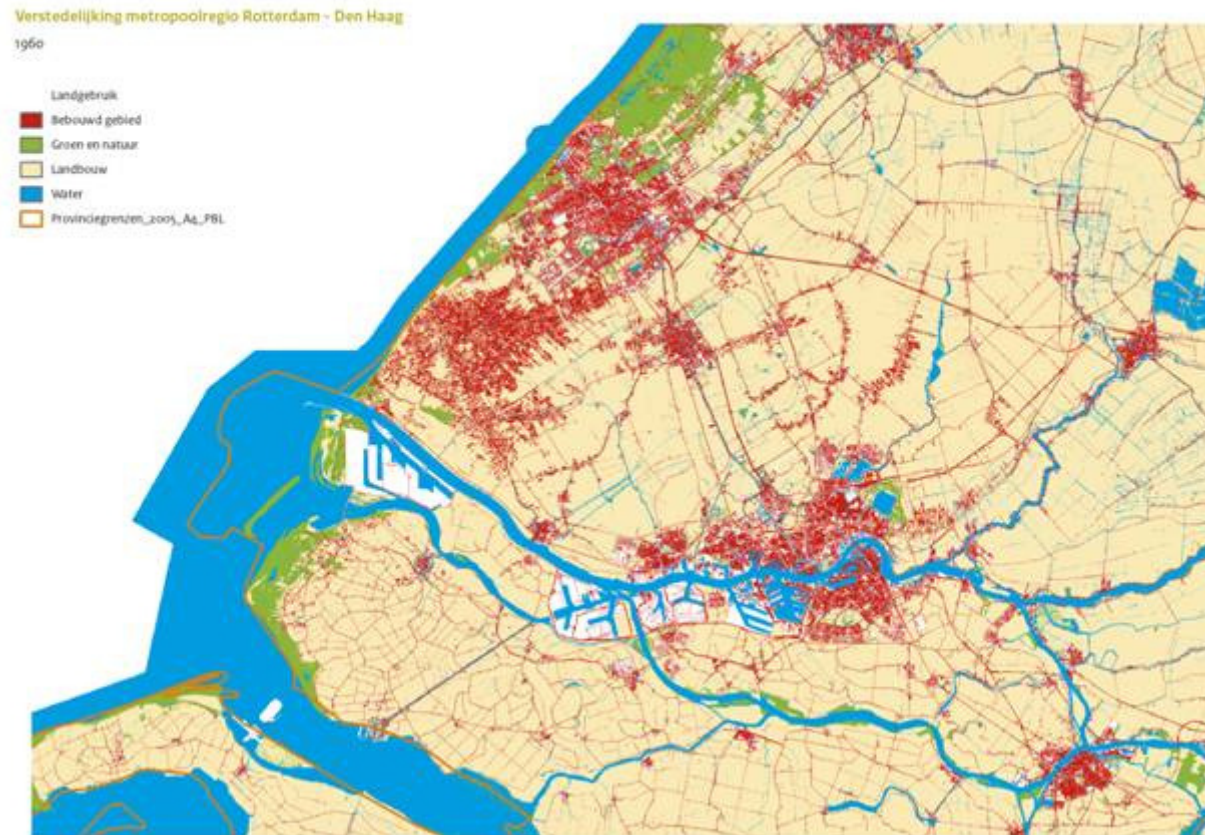 Verstedelijking metropoolregio Rotterdam - Den Haag
1960
Landgebruik
Bebouwd gebied
Groen en natuur
Landbouw
Water
Provinciegrenzen_2005_A4_PBL